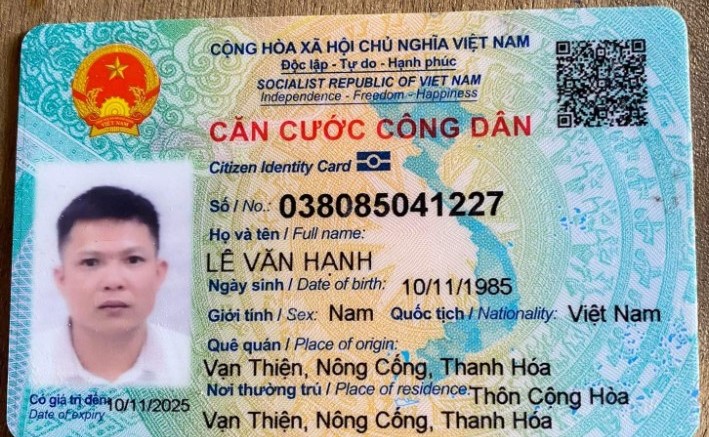 CỘNG HÒA XÃ HỘI CHỦ NGHĨA VIỆT NAM
Độc lập - Tự do - Hạnh phúc
SOCIALIST REPUBLIC OF VIET NAM
Independence - Freedom - Happiness
CĂN CƯỚC CÔNG DÂN
Citizen Identity Card
Số / No.: 038085041227
Họ và tên / Full name:
LÊ VĂN HẠNH
Ngày sinh / Date of birth: 10/11/1985
Giới tính / Sex: Nam Quốc tịch / Nationality: Việt Nam
Quê quán / Place of origin:
Vạn Thiện, Nông Cống, Thanh Hóa
Nơi thường trú / Place of residence: Thôn Cộng Hòa
Vạn Thiện, Nông Cống, Thanh Hóa
Có giá trị đến: 10/11/2025
Date of expiry